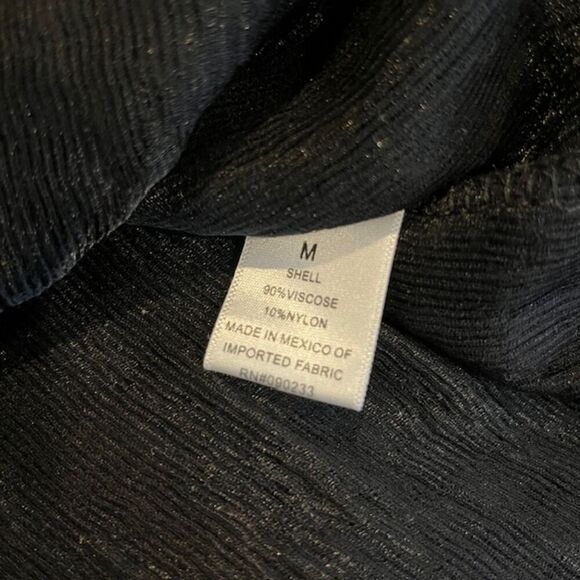 M
SHELL
90%VISCOSE
10%NYLON
MADE IN MEXICO OF
IMPORTED FABRIC
RN#090233